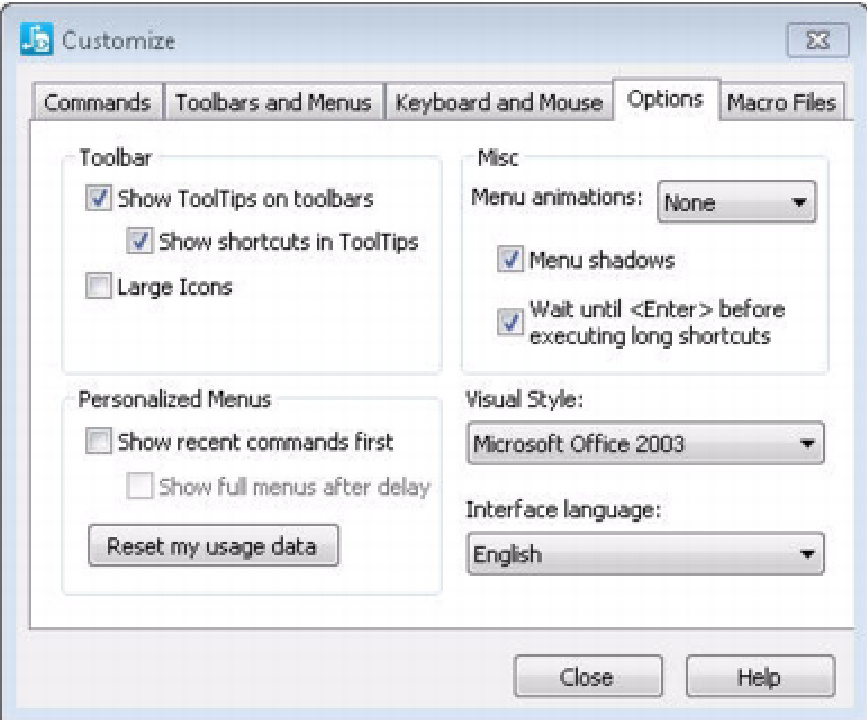 Customize
Commands
Toolbars and Menus
Keyboard and Mouse
Options
Macro Files
Toolbar
Show ToolTips on toolbars
Show shortcuts in ToolTips
Large Icons
Misc
Menu animations:
None
Menu shadows
Wait until <Enter> before
executing long shortcuts
Personalized Menus
Show recent commands first
Show full menus after delay
Reset my usage data
Visual Style:
Microsoft Office 2003
Interface language:
English
Close
Help